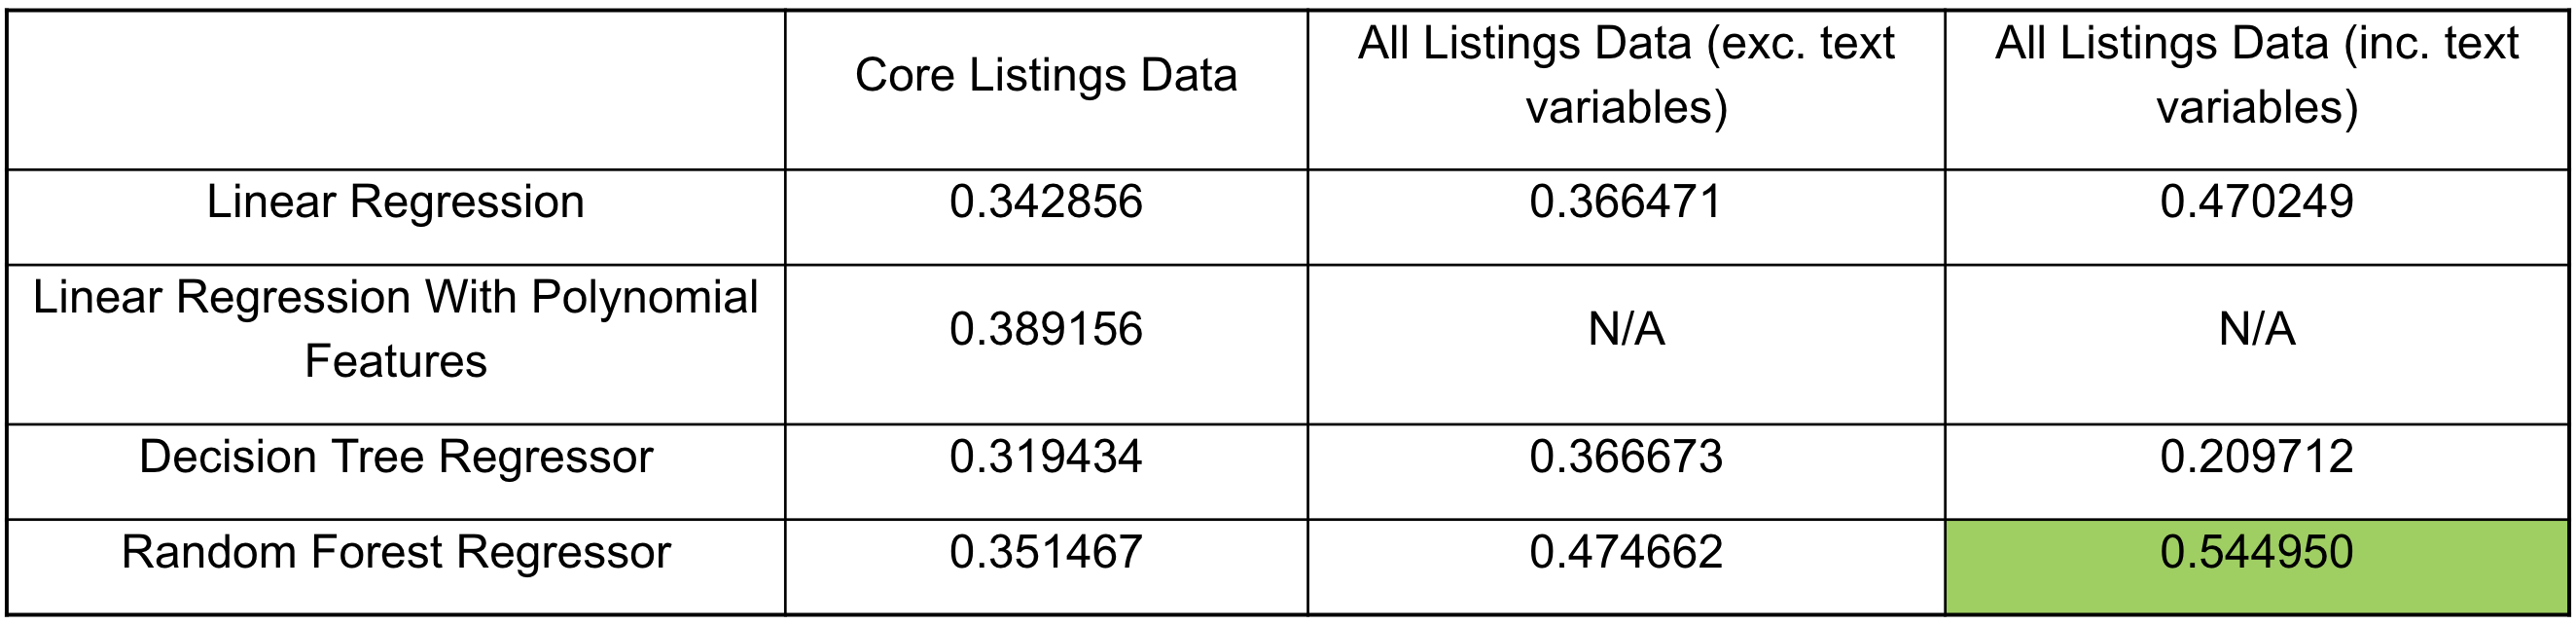 Core Listings Data
All Listings Data (exc. text
variables)
All Listings Data (inc. text
variables)
Linear Regression
0.342856
0.366471
0.470249
Linear Regression With Polynomial
Features
0.389156
N/A
N/A
Decision Tree Regressor
0.319434
0.366673
0.209712
Random Forest Regressor
0.351467
0.474662
0.544950